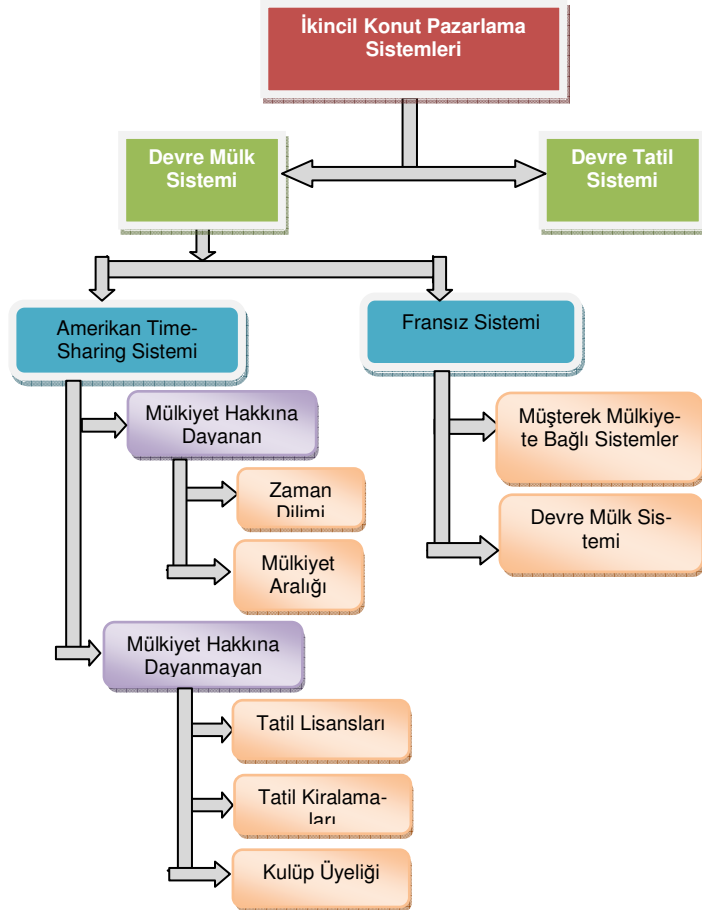 İkincil Konut Pazarlama
Sistemleri
Devre Mülk
Sistemi
Devre Tatil
Sistemi
Amerikan Time-
Sharing Sistemi
Fransız Sistemi
Mülkiyet Hakkına
Dayanan
Müşterek Mülkiye-
te Bağlı Sistemler
Zaman
Dilimi
Devre Mülk Sis-
temi
Mülkiyet
Aralığı
Mülkiyet Hakkına
Dayanmayan
Tatil Lisansları
Tatil Kiralama-
ları
Kulüp Üyeliği